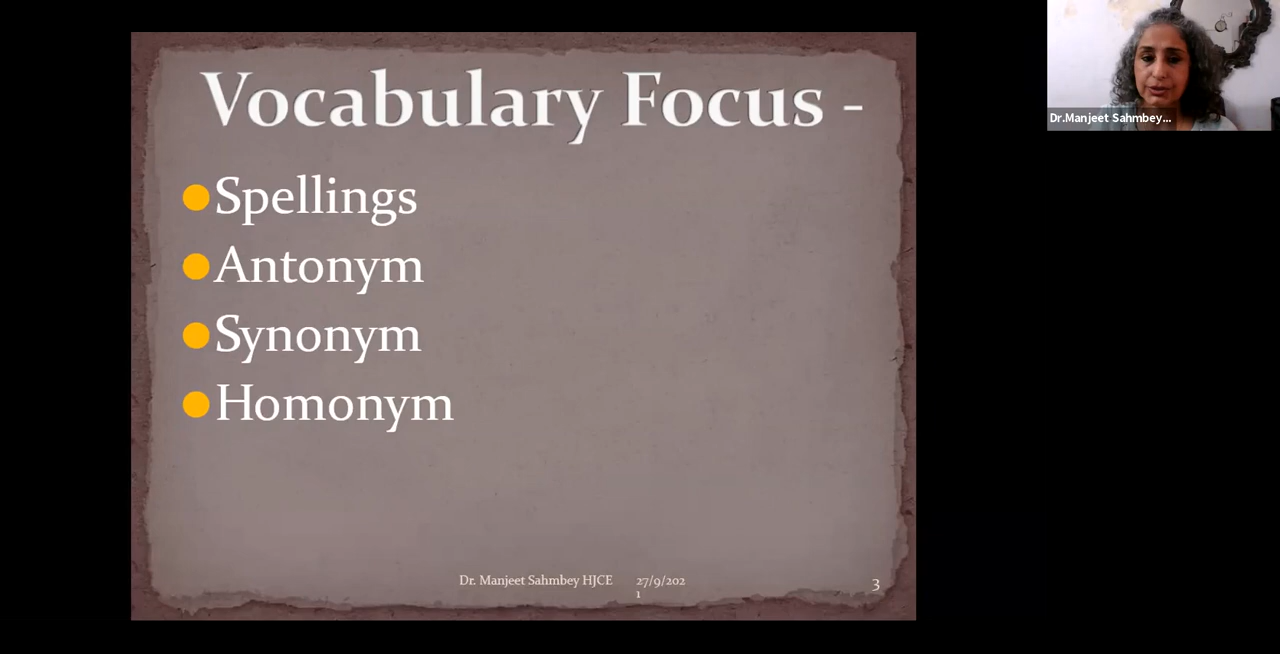 Vocabulary Focus -
Spellings
Antonym
Synonym
Homonym
Dr. Manjeet Sahmbey HJCE
27/9/202
1
3
Dr.Manjeet Sahmbey...